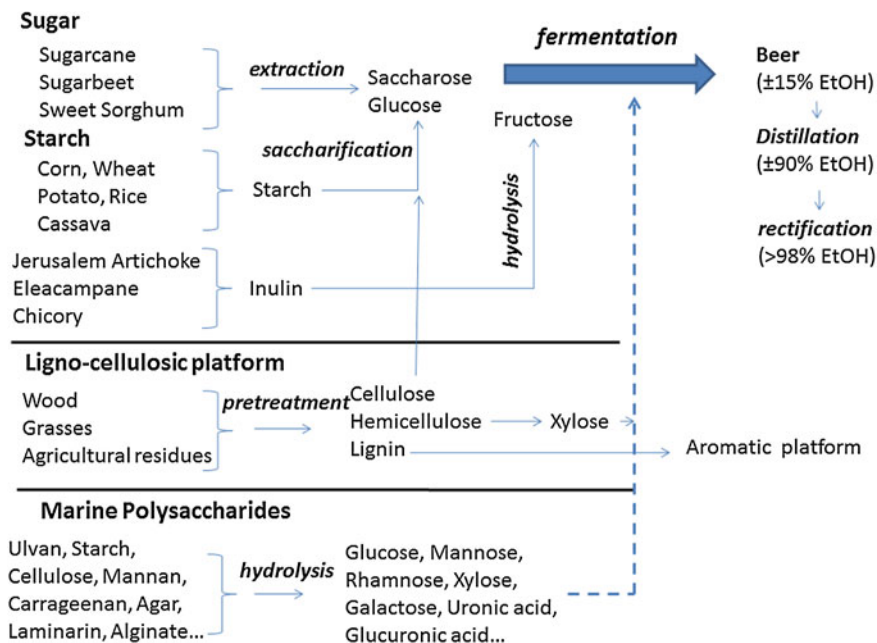 Sugar
Sugarcane
Sugarbeet
Sweet Sorghum
extraction
Saccharose
Glucose
fermentation
Fructose
Beer
(±15% EtOH)
Distillation
(±90% EtOH)
rectification
(>98% EtOH)
Starch
Corn, Wheat
Potato, Rice
Cassava
saccharification
Starch
Jerusalem Artichoke
Eleacampane
Chicory
Inulin
hydrolysis
Ligno-cellulosic platform
Wood
Grasses
Agricultural residues
pretreatment
Cellulose
Hemicellulose
Lignin
Xylose
Aromatic platform
Marine Polysaccharides
Ulvan, Starch,
Cellulose, Mannan,
Carrageenan, Agar,
Laminarin, Alginate...
hydrolysis
Glucose, Mannose,
Rhamnose, Xylose,
Galactose, Uronic acid,
Glucuronic acid...